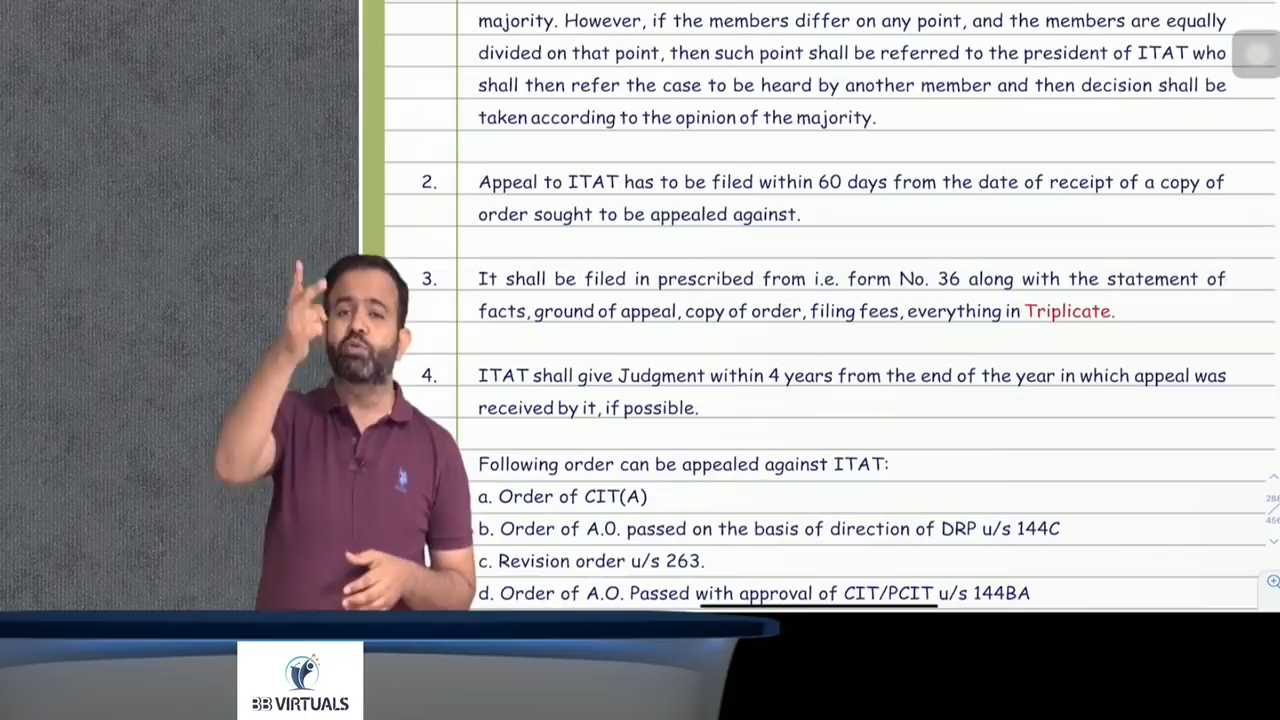 majority. However, if the members differ on any point, and the members are equally
divided on that point, then such point shall be referred to the president of ITAT who
shall then refer the case to be heard by another member and then decision shall be
taken according to the opinion of the majority.
2. Appeal to ITAT has to be filed within 60 days from the date of receipt of a copy of
order sought to be appealed against.
3. It shall be filed in prescribed from i.e. form No. 36 along with the statement of
facts, ground of appeal, copy of order, filing fees, everything in Triplicate.
4. ITAT shall give Judgment within 4 years from the end of the year in which appeal was
received by it, if possible.
Following order can be appealed against ITAT:
a. Order of CIT(A)
b. Order of A.O. passed on the basis of direction of DRP u/s 144C
c. Revision order u/s 263.
d. Order of A.O. Passed with approval of CIT/PCIT u/s 144BA
BB VIRTUALS